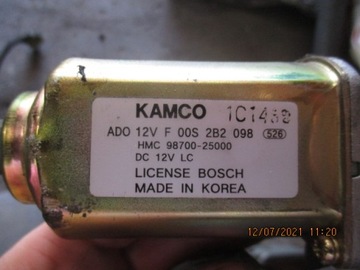 KAMCO
ADO 12V F 00S 2B2 098 526
HMC 98700-25000
DC 12V LC
LICENSE BOSCH
MADE IN KOREA
12/07/2021 11:20